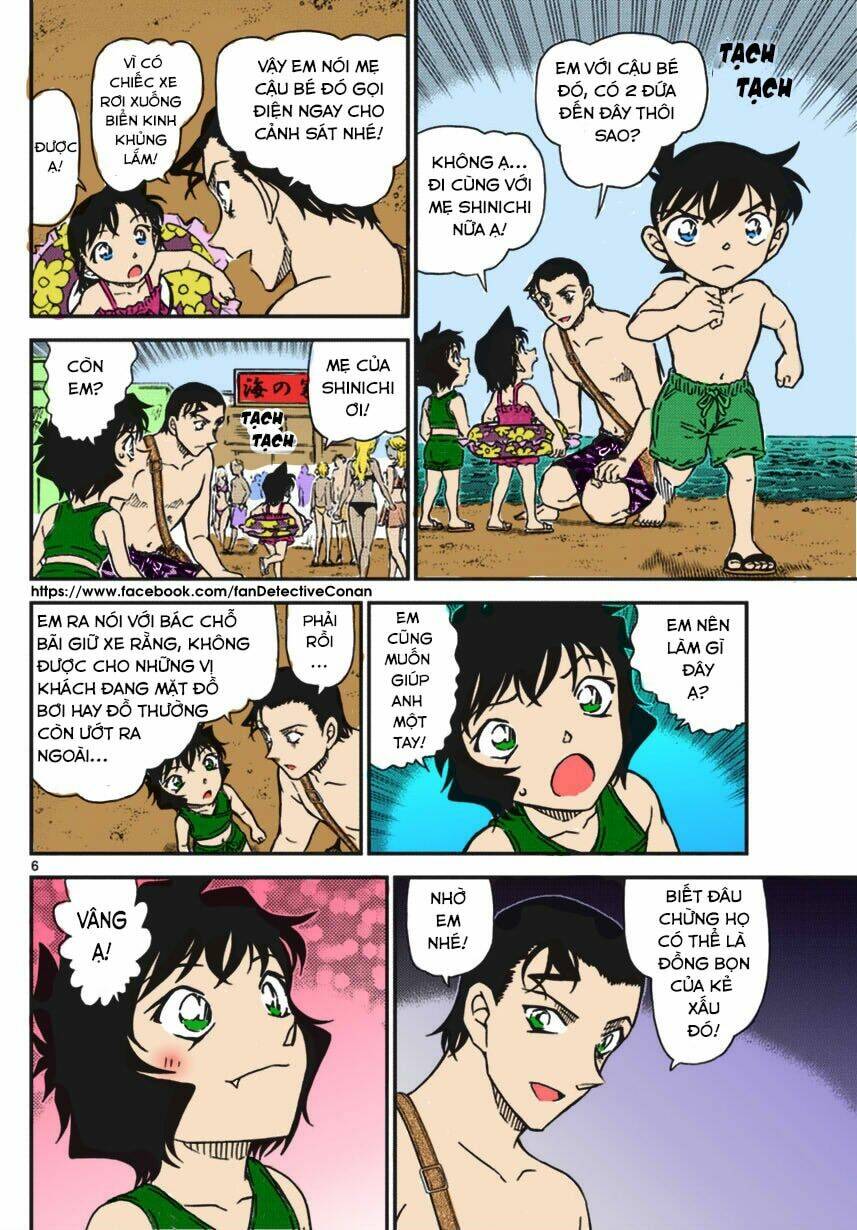 TẠCH
TẠCH
EM VỚI CẬU BÉ
ĐÓ, CÓ 2 ĐỨA
ĐẾN ĐÂY THÔI
SAO?
KHÔNG Ạ...
ĐI CÙNG VỚI
MẸ SHINICHI
NỮA Ạ!
VẬY EM NÓI MẸ
CẬU BÉ ĐÓ GỌI
ĐIỆN NGAY CHO
CẢNH SÁT NHÉ!
VÌ CÓ
CHIẾC XE
RƠI XUỐNG
BIỂN KINH
KHỦNG
LẮM!
ĐƯỢC
Ạ!
MẸ CỦA
SHINICHI
ƠI!
海の家
TẠCH
TẠCH
CÒN
EM?
https://www.facebook.com/fanDetectiveConan
EM NÊN
LÀM GÌ
ĐÂY
Ạ?
EM
CŨNG
MUỐN
GIÚP
ANH
MỘT
TAY!
PHẢI
RỒI
...
EM RA NÓI VỚI BÁC CHỖ
BÃI GIỮ XE RẰNG, KHÔNG
ĐƯỢC CHO NHỮNG VỊ
KHÁCH ĐANG MẶT ĐỒ
BƠI HAY ĐỒ THƯỜNG
CÒN ƯỚT RA
NGOÀI...
6
BIẾT ĐÂU
CHỪNG HỌ
CÓ THỂ LÀ
ĐỒNG BỌN
CỦA KẺ
XẤU
ĐÓ!
NHỜ
EM
NHÉ!
VÂNG
Ạ!